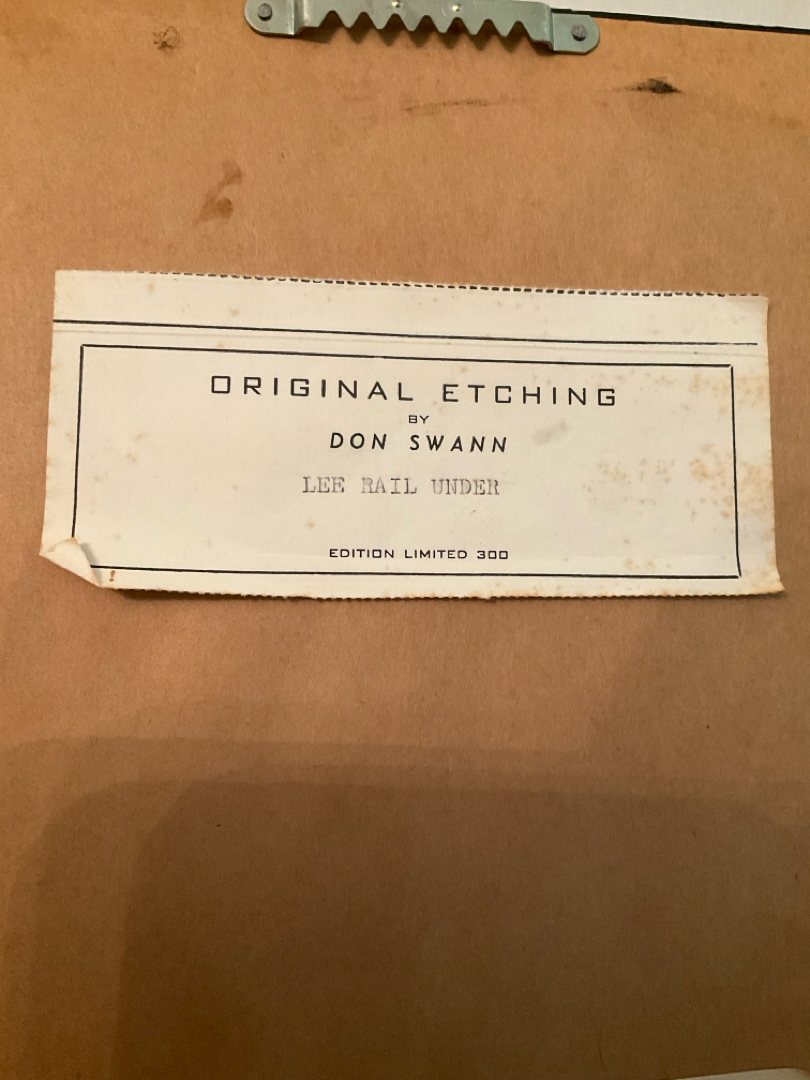 ORIGINAL ETCHING
BY
DON SWANN
LEE RAIL UNDER
EDITION LIMITED 300